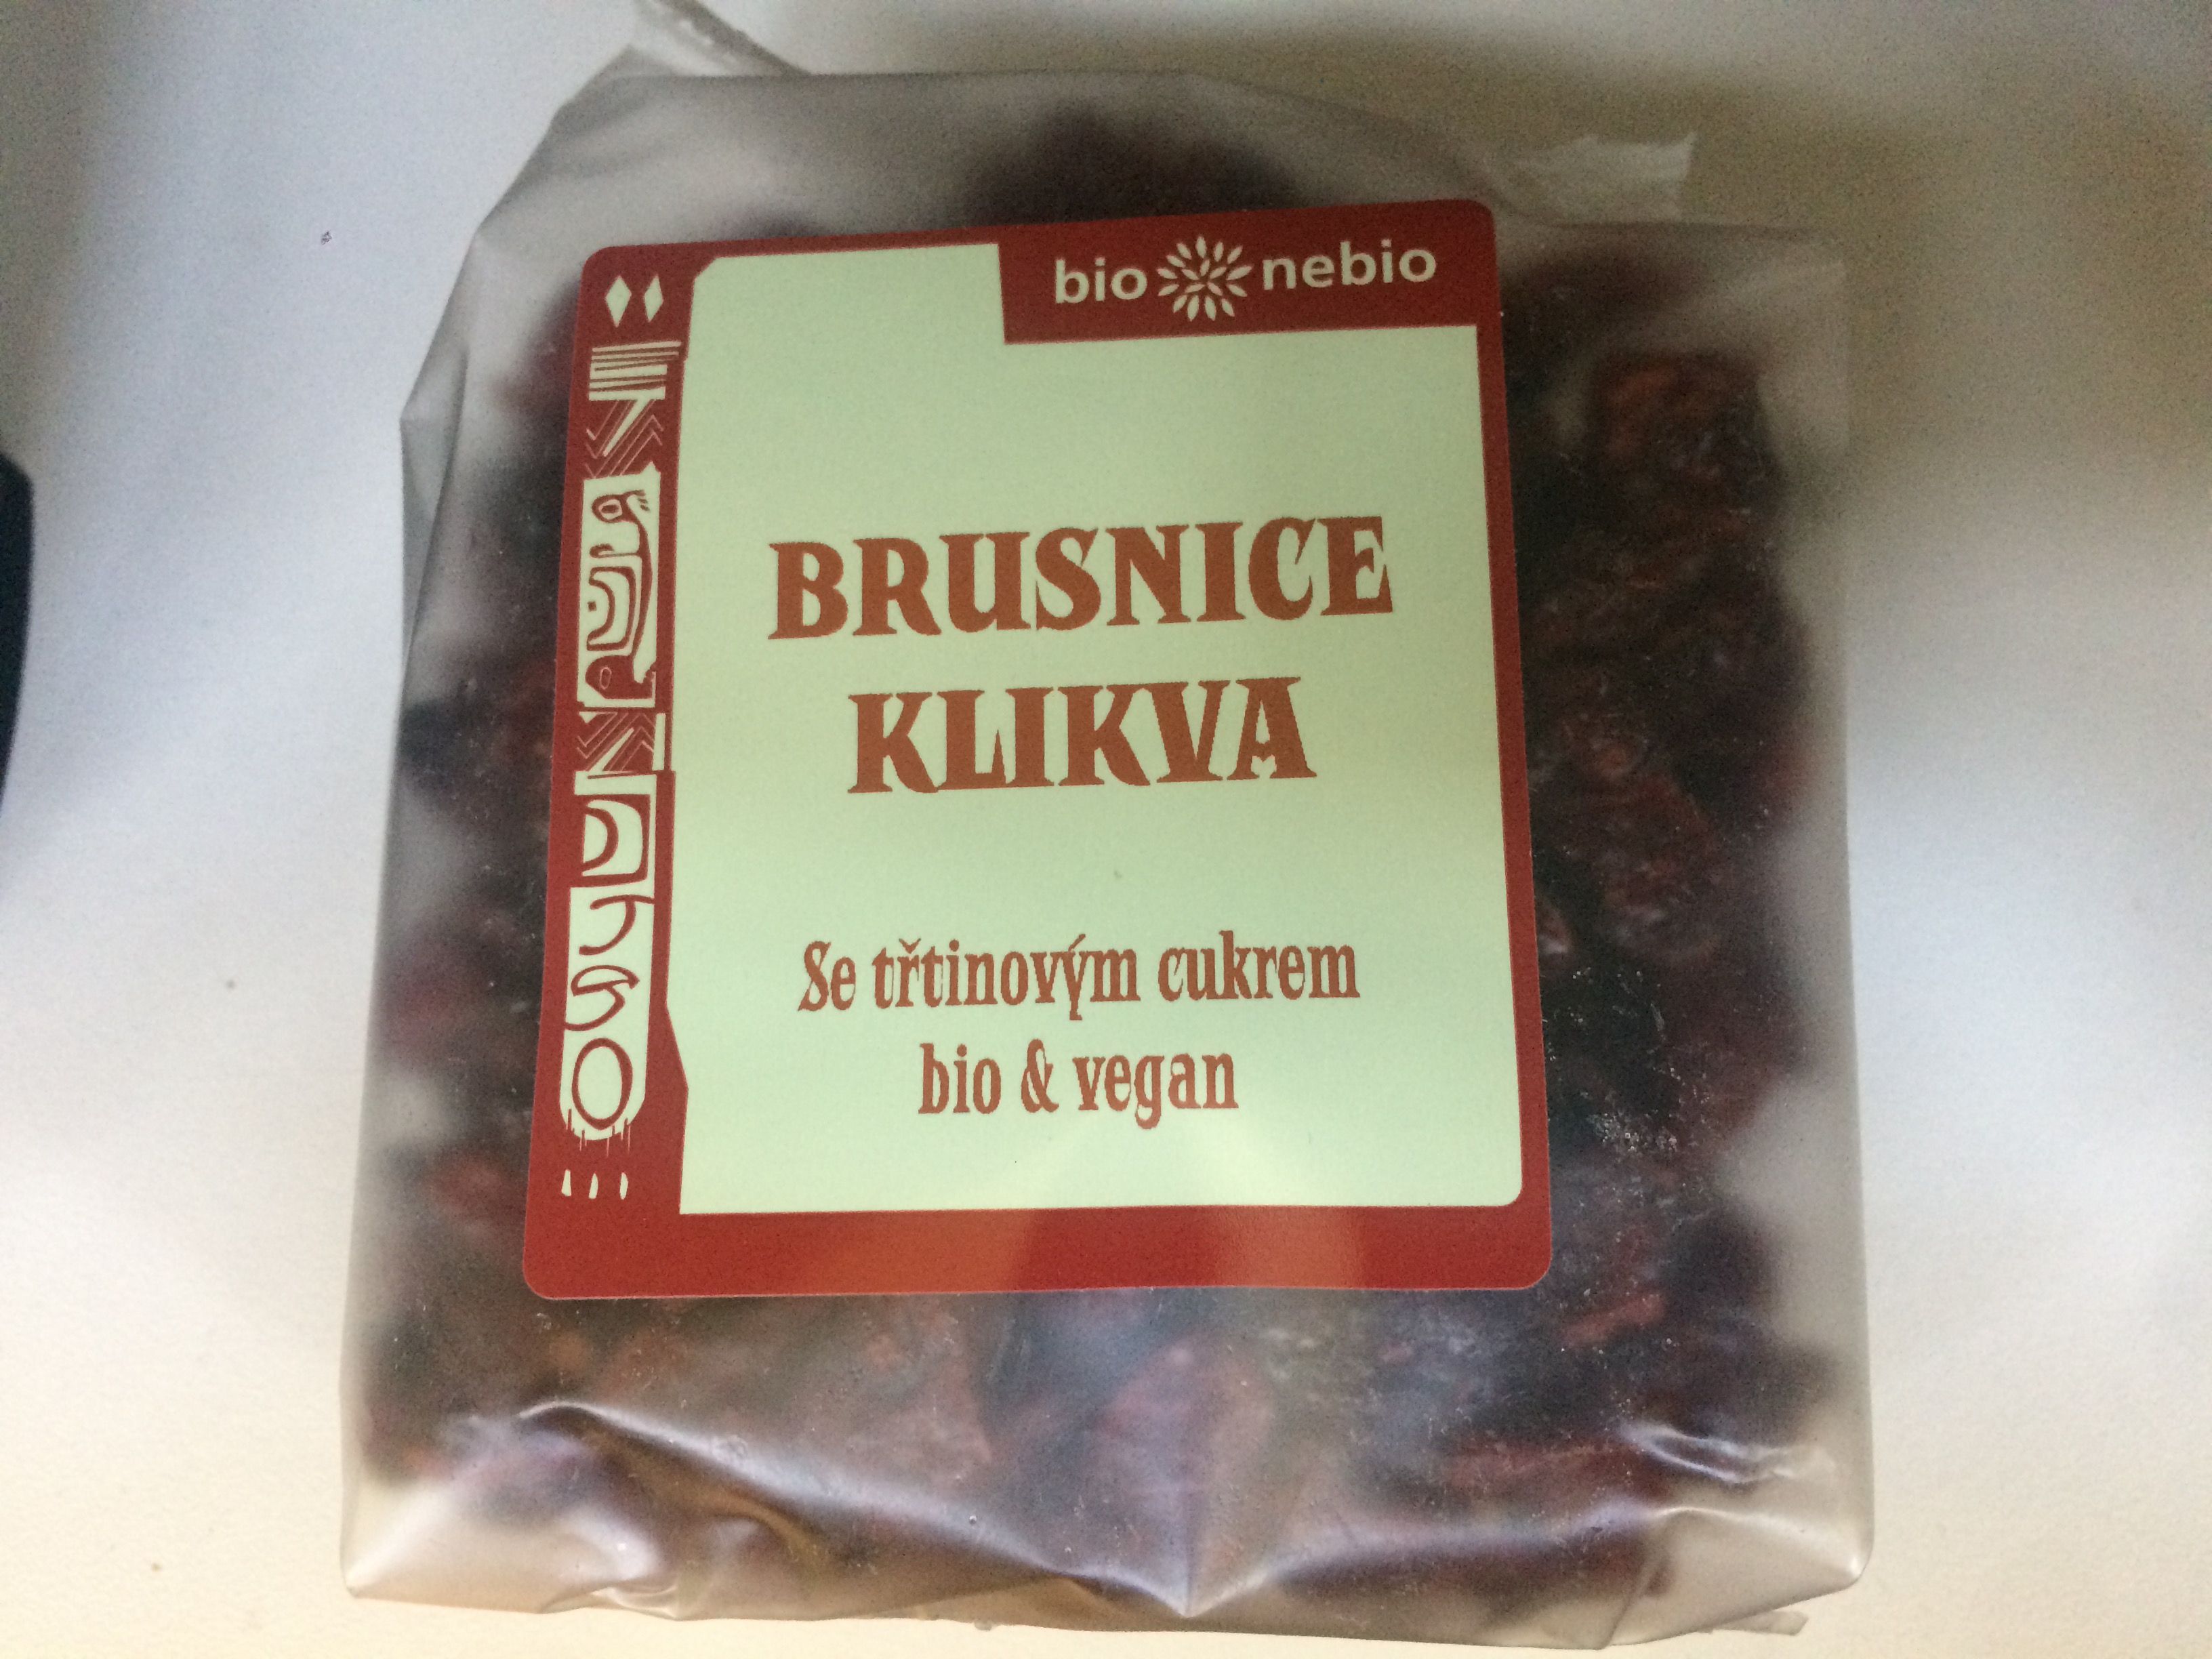 bio nebio
BRUSNICE
KLIKVA
Se třtinovým cukrem
bio & vegan